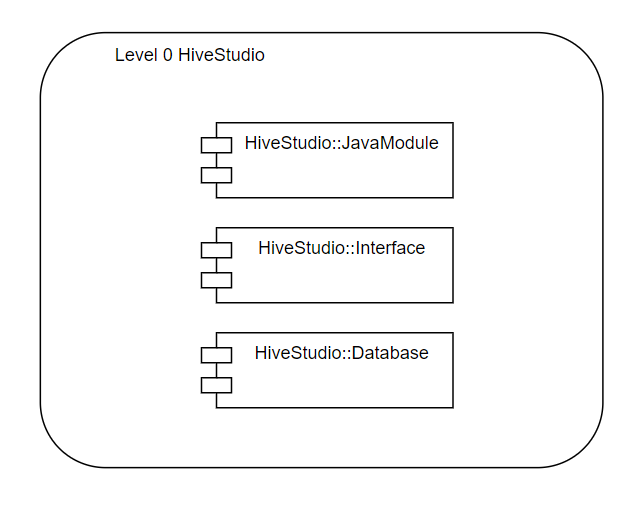 Level 0 HiveStudio
HiveStudio::JavaModule
HiveStudio::Interface
HiveStudio::Database